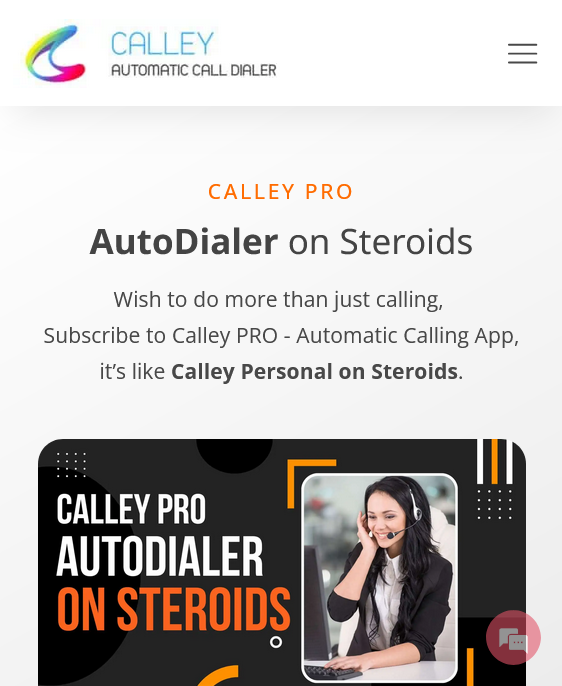 CALLEY
AUTOMATIC CALL DIALER
CALLEY PRO
AutoDialer on Steroids
Wish to do more than just calling,
Subscribe to Calley PRO - Automatic Calling App,
it’s like Calley Personal on Steroids.
CALLEY PRO
AUTODIALER
ON STEROIDS